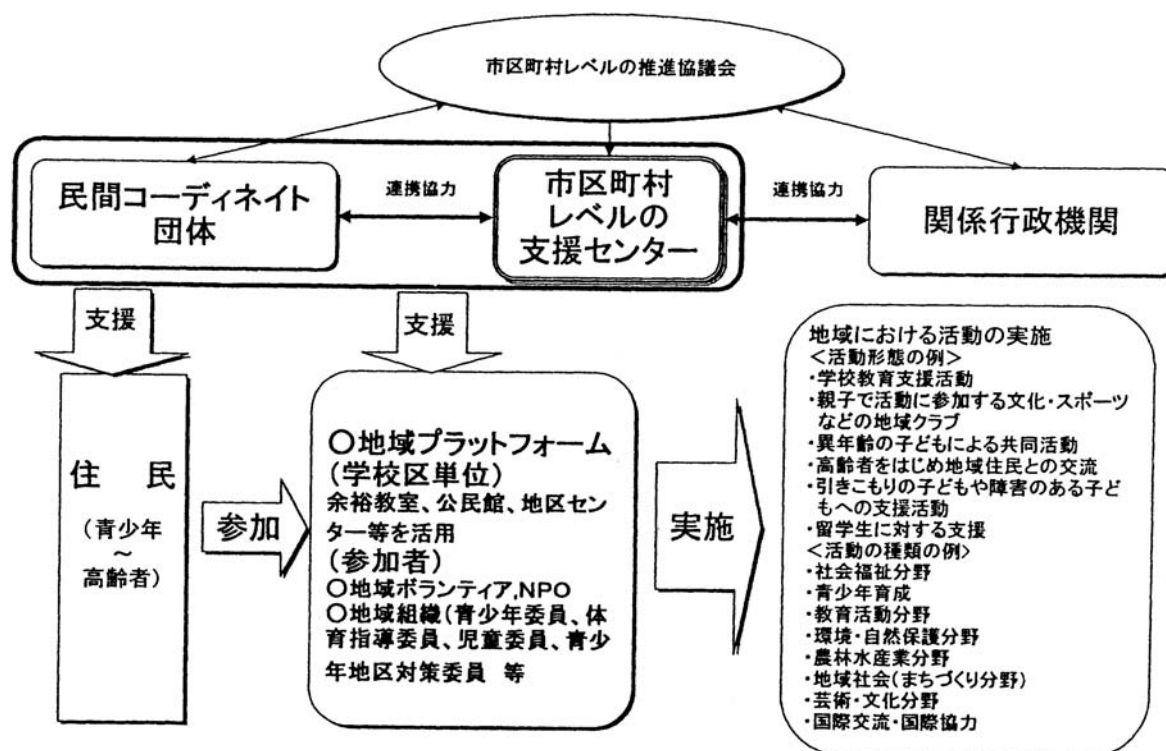 市区町村レベルの推進協議会
民間コーディネイト
団体
連携協力
市区町村
レベルの
支援センター
連携協力
関係行政機関
支援
支援
住 民
(青少年
~
高齢者)
参加
○地域プラットフォーム
(学校区単位)
余裕教室、公民館、地区セン
ター等を活用
(参加者)
○地域ボランティア,NPO
○地域組織(青少年委員、体
育指導委員、児童委員、青少
年地区対策委員 等
実施
地域における活動の実施
<活動形態の例>
・学校教育支援活動
・親子で活動に参加する文化・スポーツ
などの地域クラブ
・異年齢の子どもによる共同活動
・高齢者をはじめ地域住民との交流
・引きこもりの子どもや障害のある子ど
もへの支援活動
・留学生に対する支援
<活動の種類の例>
・社会福祉分野
・青少年育成
・教育活動分野
・環境・自然保護分野
・農林水産業分野
・地域社会(まちづくり分野)
・芸術・文化分野
・国際交流・国際協力